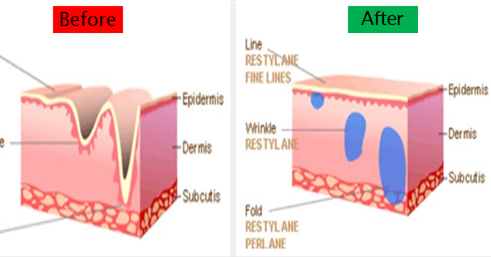 Before
Epidermis
e
Dermis
Subcutis
After
Line
RESTYLANE
FINE LINES
Epidermis
Wrinkle
RESTYLANE
Dermis
Subcutis
Fold
RESTYLANE
PERLANE